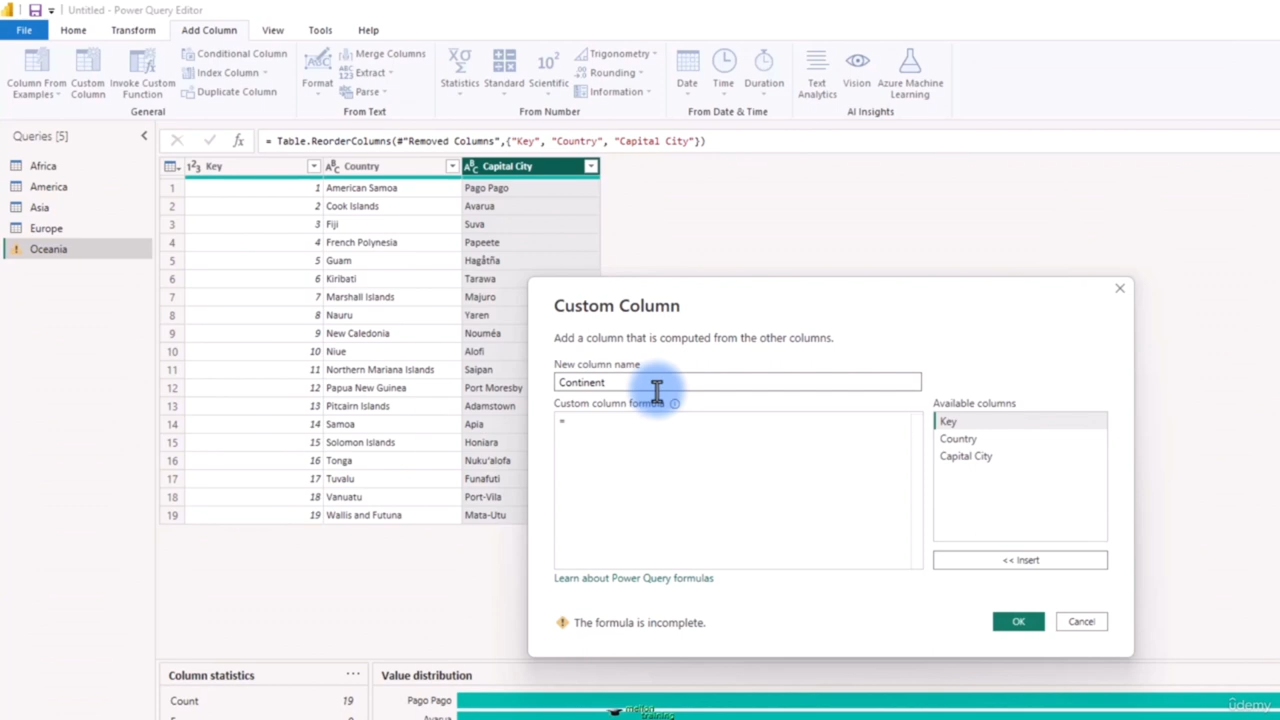 Untitled - Power Query Editor
File Home Transform Add Column View Tools Help
Column From Examples
Custom Column
Invoke Custom Function
Conditional Column
Index Column
Duplicate Column
General
Format
Merge Columns
Extract
Parse
From Text
Statistics
Standard
Scientific
Trigonometry
Rounding
Information
From Number
Date
Time
Duration
From Date & Time
Text Analytics
Vision
Azure Machine Learning
AI Insights
Queries [5]
= Table.ReorderColumns(#"Removed Columns",{"Key", "Country", "Capital City"})
Africa
America
Asia
Europe
Oceania
Key Country Capital City
1 1 American Samoa Pago Pago
2 2 Cook Islands Avarua
3 3 Fiji Suva
4 4 French Polynesia Papeete
5 5 Guam Hagåtña
6 6 Kiribati Tarawa
7 7 Marshall Islands Majuro
8 8 Nauru Yaren
9 9 New Caledonia Nouméa
10 10 Niue Alofi
11 11 Northern Mariana Islands Saipan
12 12 Papua New Guinea Port Moresby
13 13 Pitcairn Islands Adamstown
14 14 Samoa Apia
15 15 Solomon Islands Honiara
16 16 Tonga Nukuʻalofa
17 17 Tuvalu Funafuti
18 18 Vanuatu Port-Vila
19 19 Wallis and Futuna Mata-Utu
Custom Column
Add a column that is computed from the other columns.
New column name
Continent
Custom column formula
=
Available columns
Key
Country
Capital City
<< Insert
Learn about Power Query formulas
The formula is incomplete.
OK
Cancel
Column statistics
Count 19
Value distribution
Pago Pago
Avarua
training
ûdemy